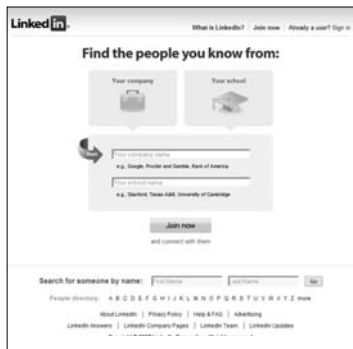 Linked in
What is LinkedIn? | Join now | Already a user? Sign in
Find the people you know from:
Your company
Your school
Start
Your company name
e.g., Google, Procter and Gamble, Bank of America
Your school name
e.g., Stanford, Texas A&M, University of Cambridge
Join now
and connect with them
Search for someone by name: First Name Last Name Go
People directory: A B C D E F G H I J K L M N O P Q R S T U V W X Y Z more
About LinkedIn | Privacy Policy | Help & FAQ | Advertising
LinkedIn Answers | LinkedIn Company Pages | LinkedIn Team | LinkedIn Updates